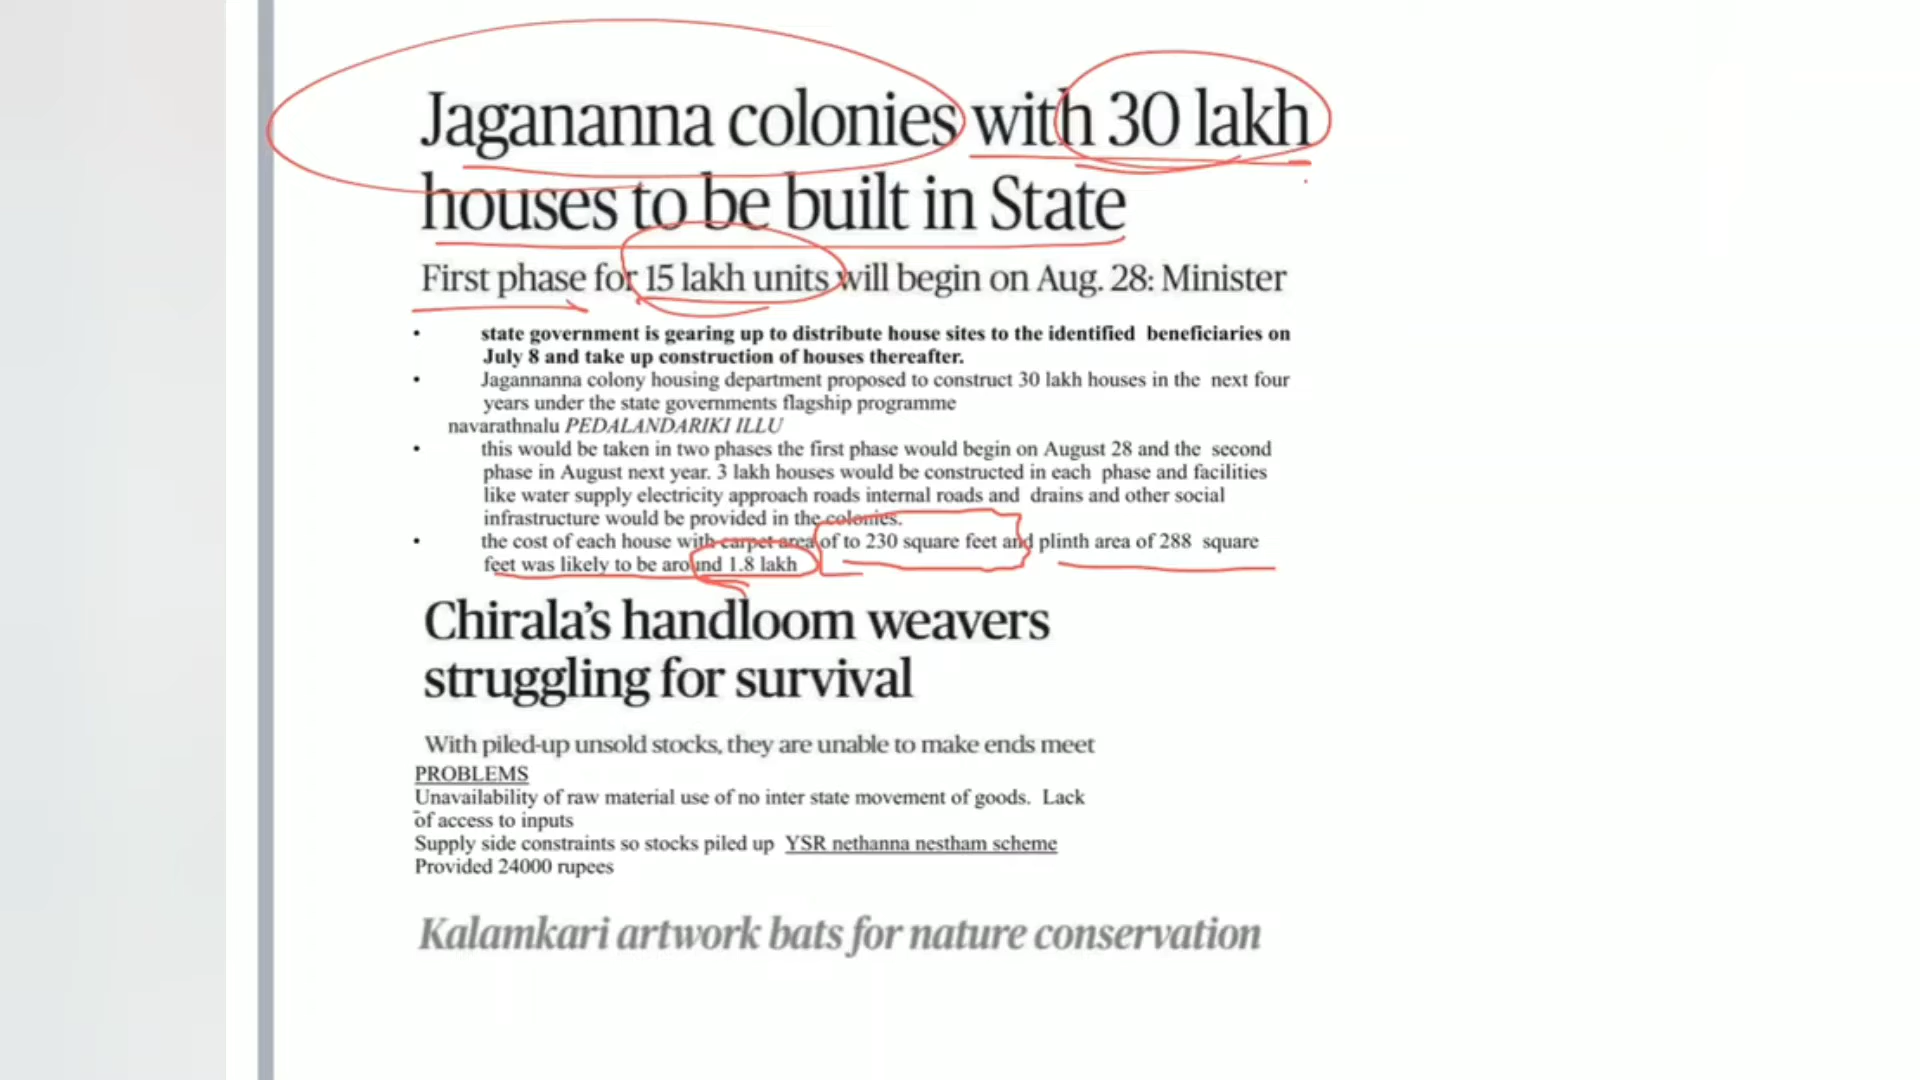 Jagananna colonies with 30 lakh
houses to be built in State
First phase for 15 lakh units will begin on Aug. 28: Minister
• state government is gearing up to distribute house sites to the identified beneficiaries on
July 8 and take up construction of houses thereafter.
• Jagannanna colony housing department proposed to construct 30 lakh houses in the next four
years under the state governments flagship programme
navarathnalu PEDALANDARIKI ILLU
• this would be taken in two phases the first phase would begin on August 28 and the second
phase in August next year. 3 lakh houses would be constructed in each phase and facilities
like water supply electricity approach roads internal roads and drains and other social
infrastructure would be provided in the colonies.
• the cost of each house with carpet area of to 230 square feet and plinth area of 288 square
feet was likely to be around 1.8 lakh
Chirala's handloom weavers
struggling for survival
With piled-up unsold stocks, they are unable to make ends meet
PROBLEMS
Unavailability of raw material use of no inter state movement of goods. Lack
of access to inputs
Supply side constraints so stocks piled up YSR nethanna nestham scheme
Provided 24000 rupees
Kalamkari artwork bats for nature conservation